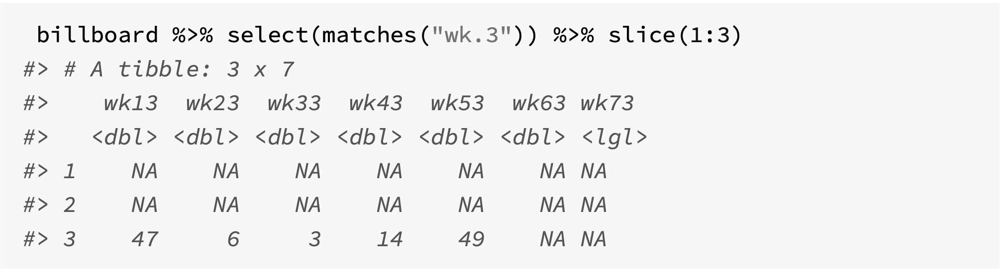 billboard %>% select(matches("wk.3")) %>% slice(1:3)
#> # A tibble: 3 x 7
#>    wk13  wk23  wk33  wk43  wk53  wk63 wk73
#>   <dbl> <dbl> <dbl> <dbl> <dbl> <dbl> <lgl>
#> 1    NA    NA    NA    NA    NA    NA NA
#> 2    NA    NA    NA    NA    NA    NA NA
#> 3    47     6     3    14    49    NA NA